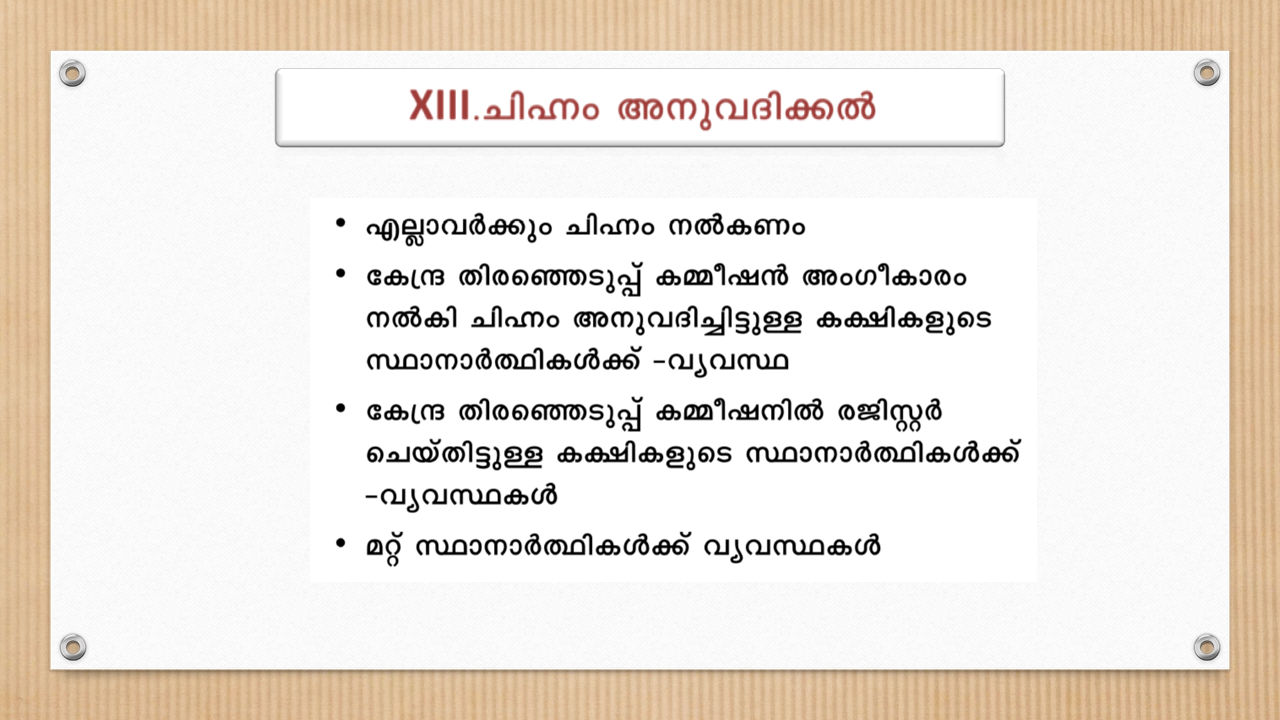 XIII.ചിഹ്നം അനുവദിക്കൽ
• എല്ലാവർക്കും ചിഹ്നം നൽകണം
• കേന്ദ്ര തിരഞ്ഞെടുപ്പ് കമ്മീഷൻ അംഗീകാരം
നൽകി ചിഹ്നം അനുവദിച്ചിട്ടുള്ള കക്ഷികളുടെ
സ്ഥാനാർത്ഥികൾക്ക് –വ്യവസ്ഥ
• കേന്ദ്ര തിരഞ്ഞെടുപ്പ് കമ്മീഷനിൽ രജിസ്റ്റർ
ചെയ്തിട്ടുള്ള കക്ഷികളുടെ സ്ഥാനാർത്ഥികൾക്ക്
–വ്യവസ്ഥകൾ
• മറ്റ് സ്ഥാനാർത്ഥികൾക്ക് വ്യവസ്ഥകൾ